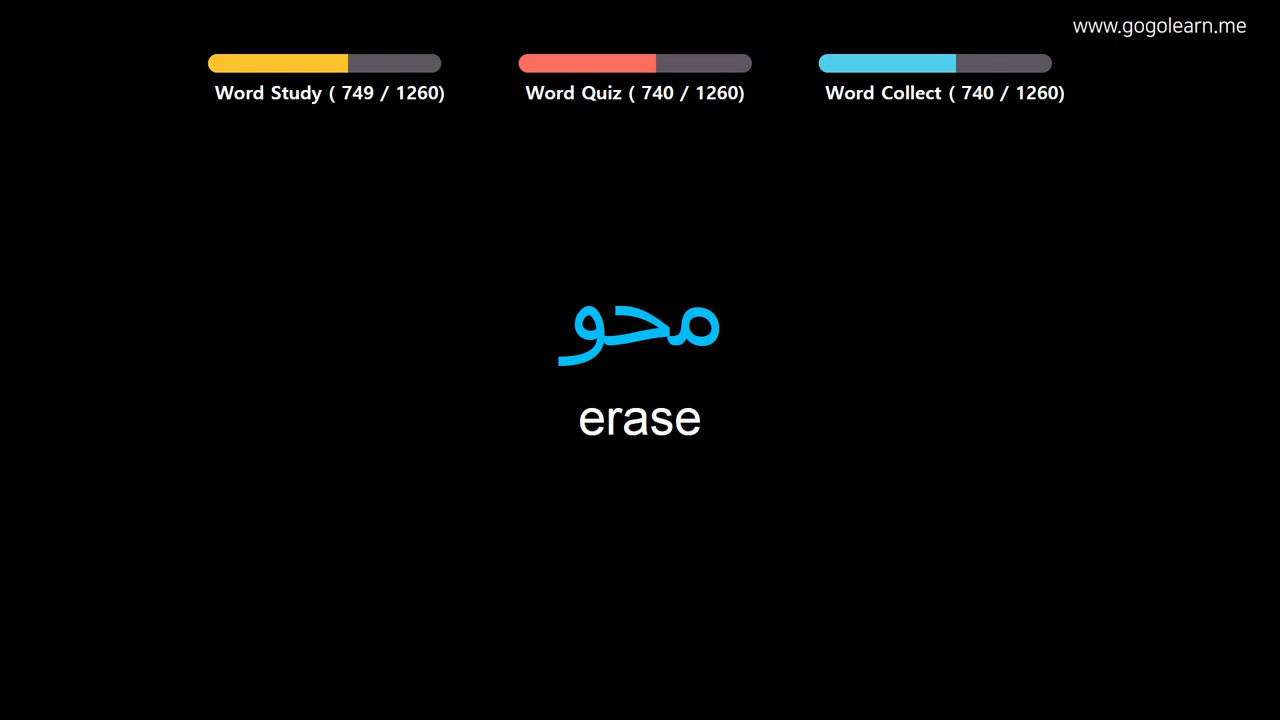 www.gogolearn.me
Word Study ( 749 / 1260)
Word Quiz ( 740 / 1260)
Word Collect ( 740 / 1260)
محو
erase